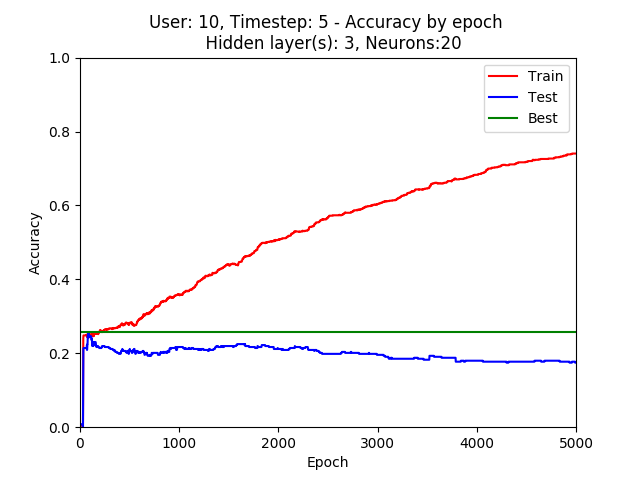 User: 10, Timestep: 5 - Accuracy by epoch
Hidden layer(s): 3, Neurons:20
1.0
Train
Test
Best
0.8
0.6
Accuracy
0.4
0.2
0.0
0 1000 2000 3000 4000 5000
Epoch